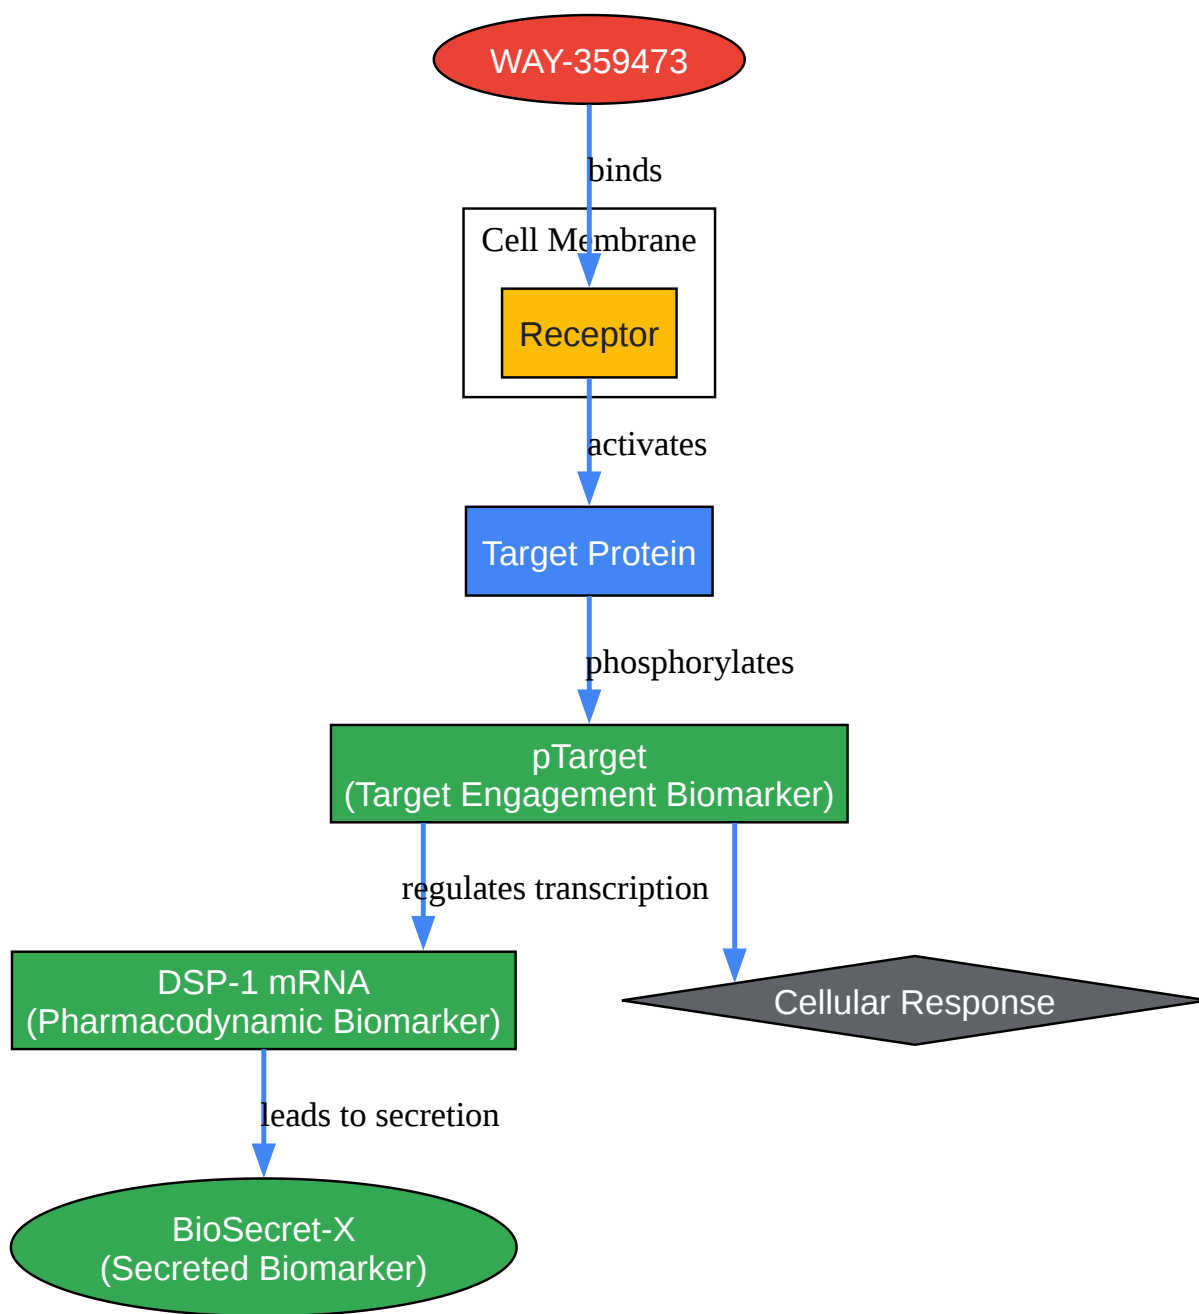 WAY-359473
binds
Cell Membrane
Receptor
activates
Target Protein
phosphorylates
pTarget
(Target Engagement Biomarker)
regulates transcription
DSP-1 mRNA
(Pharmacodynamic Biomarker)
Cellular Response
leads to secretion
BioSecret-X
(Secreted Biomarker)